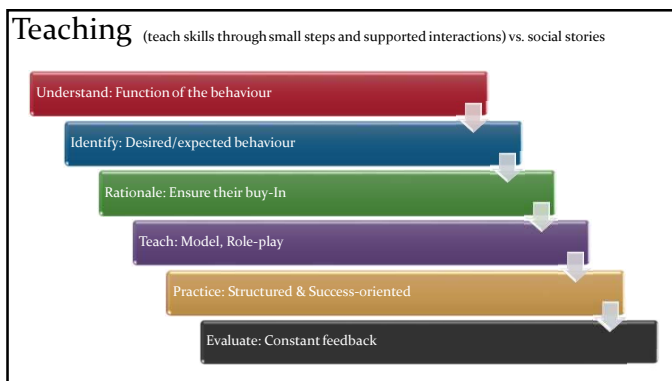 Teaching (teach skills through small steps and supported interactions) vs. social stories
Understand: Function of the behaviour
Identify: Desired/expected behaviour
Rationale: Ensure their buy-In
Teach: Model, Role-play
Practice: Structured & Success-oriented
Evaluate: Constant feedback